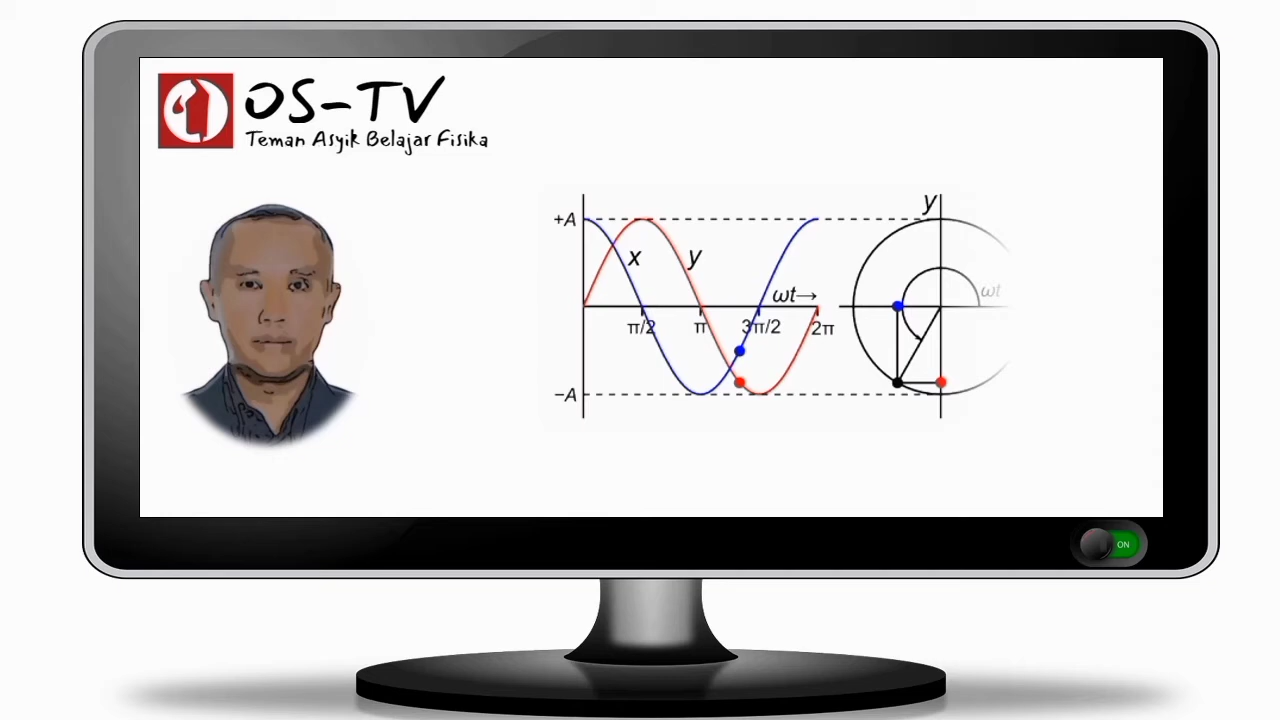 OS-TV
Teman Asyik Belajar Fisika
y
+A
x
y
ωt→
ωt
π/2
π
3π/2
2π
−A
ON